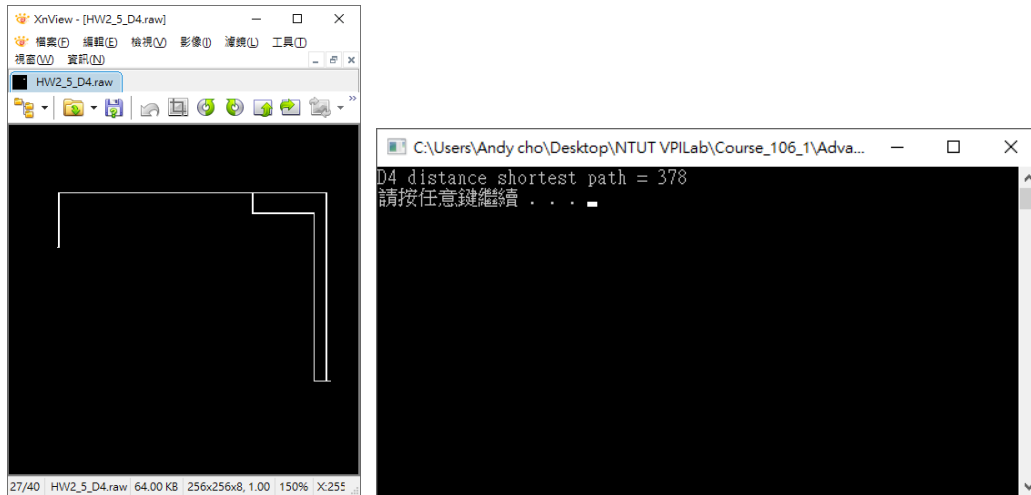 XnView - [HW2_5_D4.raw]
檔案(F) 編輯(E) 檢視(V) 影像(I) 濾鏡(L) 工具(T)
視窗(W) 資訊(N)
HW2_5_D4.raw
27/40 HW2_5_D4.raw 64.00 KB 256x256x8, 1.00 150% X:255
C:\Users\Andy cho\Desktop\NTUT VPILab\Course_106_1\Adva...
D4 distance shortest path = 378
請按任意鍵繼續 . . .